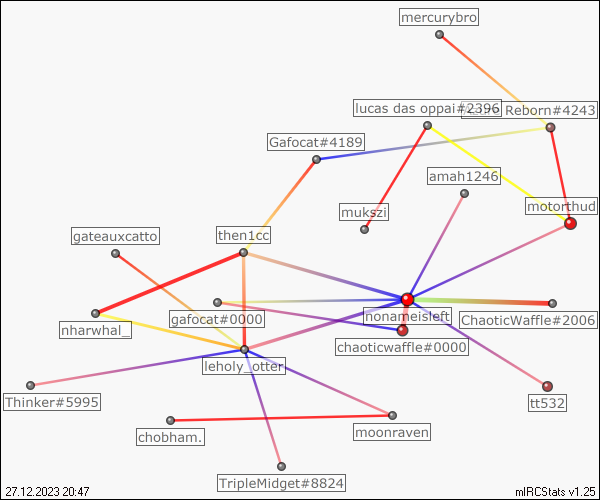 mercurybro
lucas das oppai#2396
Reborn#4243
Gafocat#4189
amah1246
mukszi
motorthud
then1cc
gateauxcatto
nonameisleft
ChaoticWaffle#2006
gafocat#0000
nharwhal_
chaoticwaffle#0000
leholy_otter
Thinker#5995
tt532
moonraven
chobham.
TripleMidget#8824
27.12.2023 20:47
mIRCStats v1.25